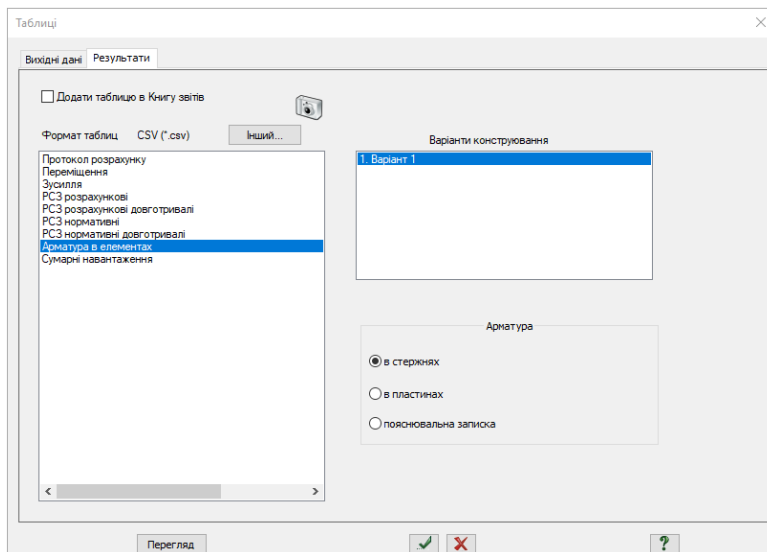 Таблиці
Вихідні дані Результати
Додати таблицю в Книгу звітів
Формат таблиц CSV (*.csv) Інший...
Протокол розрахунку
Переміщення
Зусилля
РСЗ розрахункові
РСЗ розрахункові довготривалі
РСЗ нормативні
РСЗ нормативні довготривалі
Арматура в елементах
Сумарні навантаження
Варіанти конструювання
1. Варіант 1
Арматура
в стержнях
в пластинах
пояснювальна записка
Перегляд
?